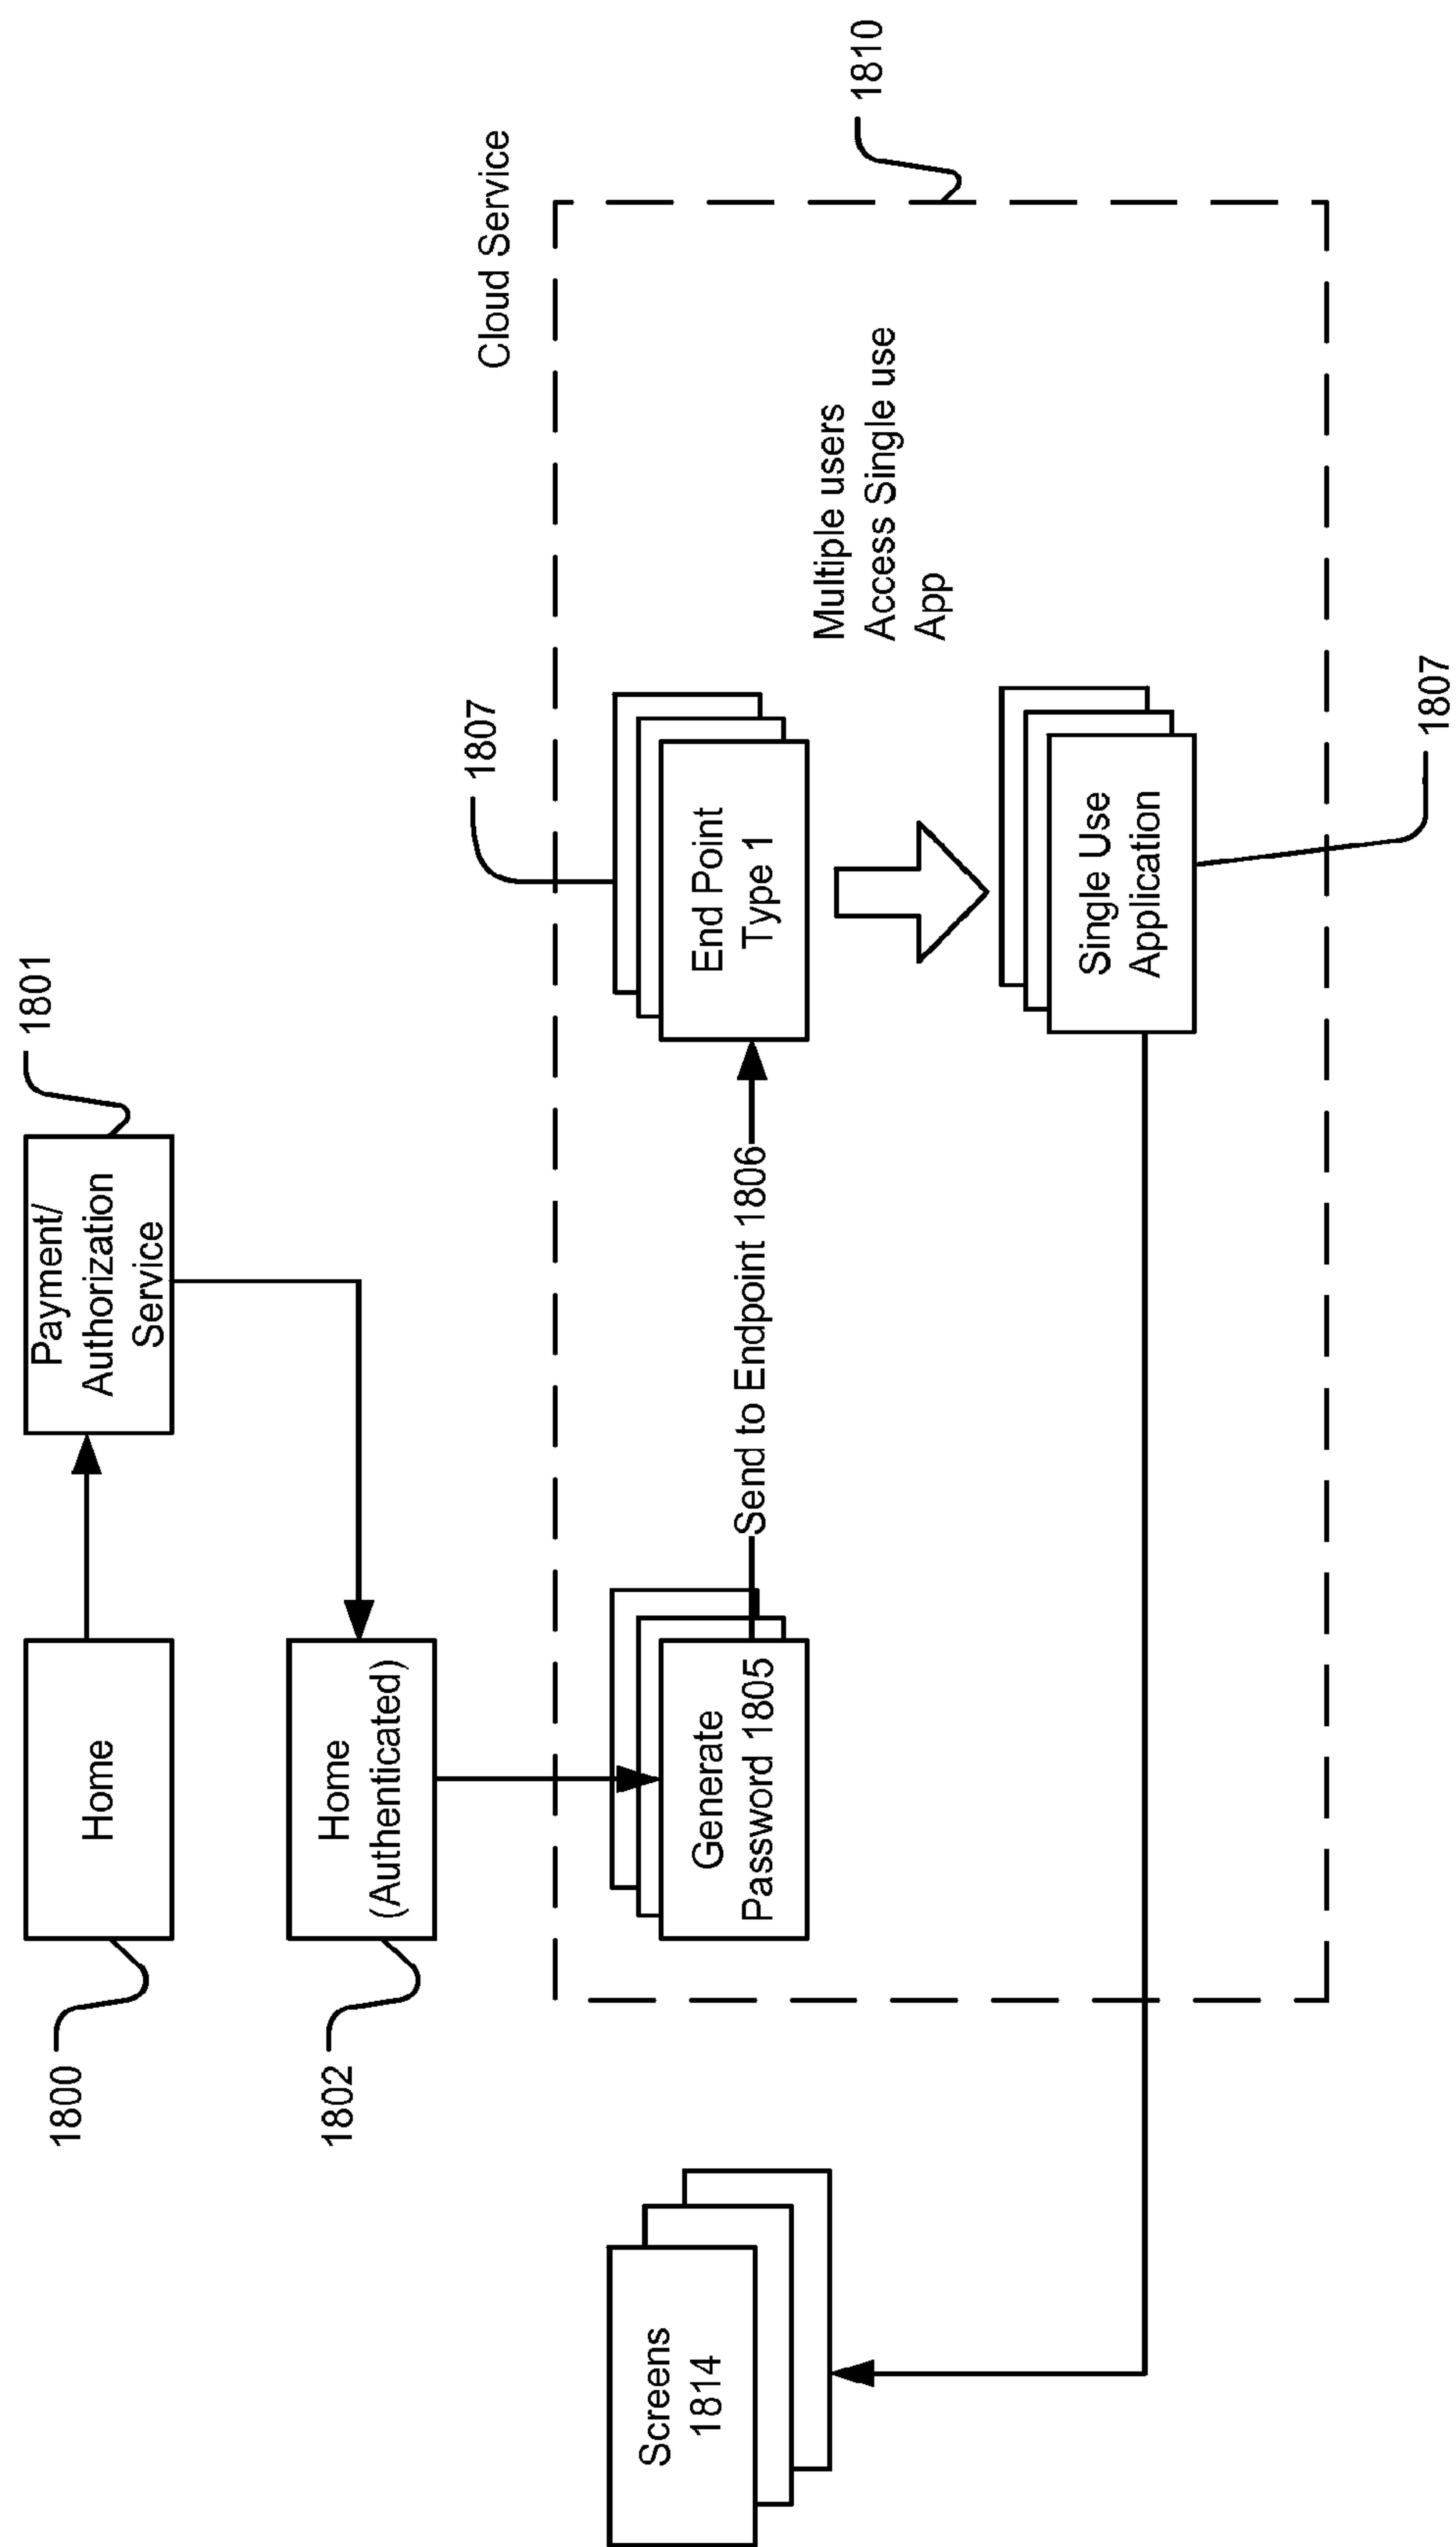 1800
Home
Payment/
Authorization
Service
1801
1802
Home
(Authenticated)
Cloud Service
1810
Screens
1814
Generate
Password 1805
Send to Endpoint 1806
End Point
Type 1
1807
Multiple users
Access Single use
App
Single Use
Application
1807